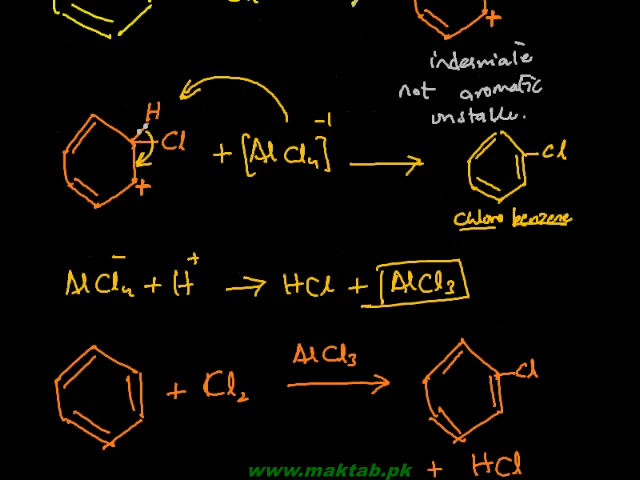 +
intermiate
not aromatic
unstable.
H
Cl + [AlCl₄]⁻¹ ⟶ Cl
+
Chloro benzene
AlCl₄⁻ + H⁺ ⟶ HCl + AlCl₃
AlCl₃
+ Cl₂ ⟶ Cl
+ HCl
www.maktab.pk